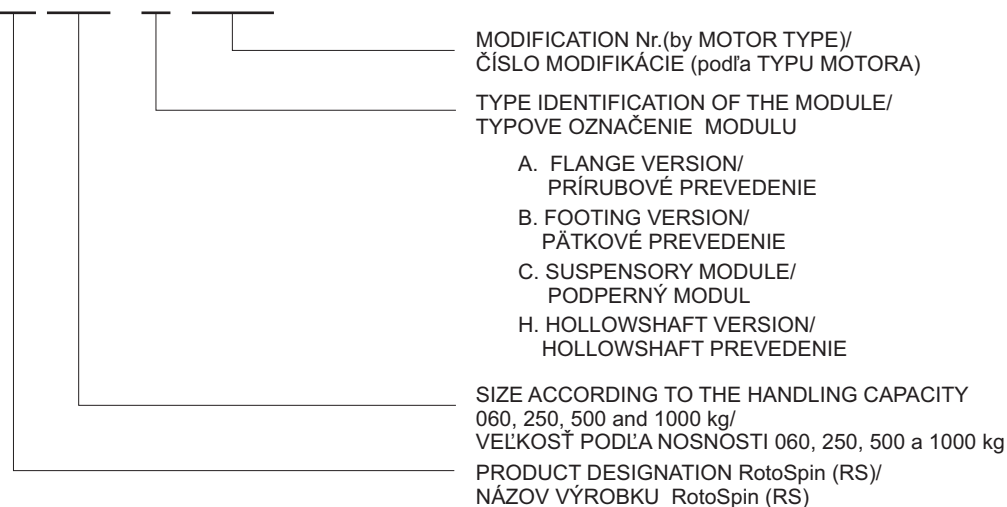 MODIFICATION Nr.(by MOTOR TYPE)/
ČÍSLO MODIFIKÁCIE (podľa TYPU MOTORA)
TYPE IDENTIFICATION OF THE MODULE/
TYPOVE OZNAČENIE MODULU
A. FLANGE VERSION/
PRÍRUBOVÉ PREVEDENIE
B. FOOTING VERSION/
PÄTKOVÉ PREVEDENIE
C. SUSPENSORY MODULE/
PODPERNÝ MODUL
H. HOLLOWSHAFT VERSION/
HOLLOWSHAFT PREVEDENIE
SIZE ACCORDING TO THE HANDLING CAPACITY
060, 250, 500 and 1000 kg/
VEĽKOSŤ PODĽA NOSNOSTI 060, 250, 500 a 1000 kg
PRODUCT DESIGNATION RotoSpin (RS)/
NÁZOV VÝROBKU RotoSpin (RS)